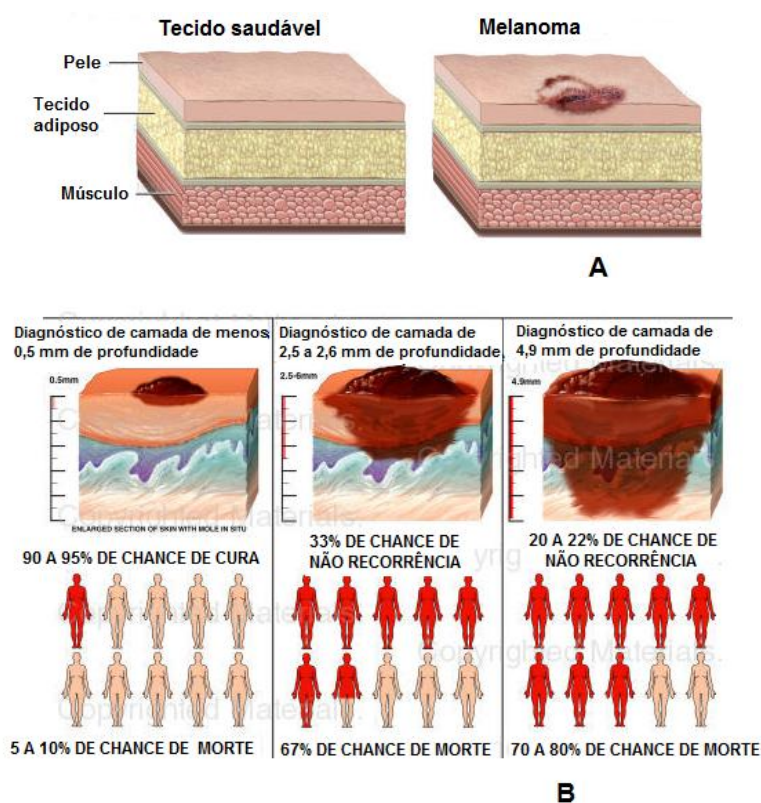 Tecido saudável
Melanoma
Pele
Tecido
adiposo
Músculo
A
Diagnóstico de camada de menos
0,5 mm de profundidade
Diagnóstico de camada de
2,5 a 2,6 mm de profundidade
Diagnóstico de camada de
4,9 mm de profundidade
0.5mm
2.5-6mm
4.9mm
Copyrighted Materials.
ENLARGED SECTION OF SKIN WITH MOLE IN SITU
90 A 95% DE CHANCE DE CURA
33% DE CHANCE DE
NÃO RECORRÊNCIA
20 A 22% DE CHANCE DE
NÃO RECORRÊNCIA
Copyrighted Materials.
5 A 10% DE CHANCE DE MORTE
67% DE CHANCE DE MORTE
70 A 80% DE CHANCE DE MORTE
B